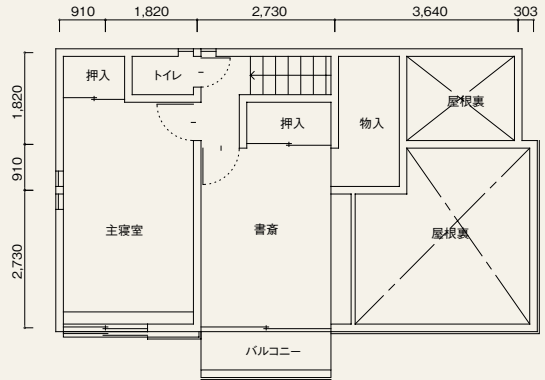 910 1,820 2,730 3,640 303
押入 トイレ
屋根裏
押入 物入
1,820
910
2,730
主寝室 書斎 屋根裏
バルコニー